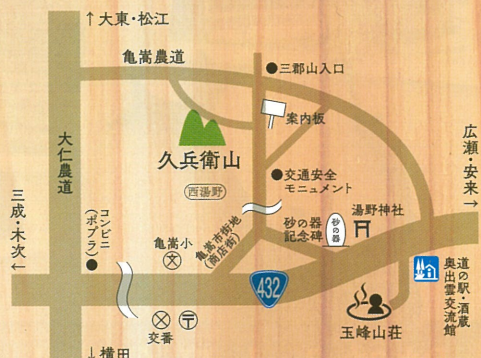 ↑大東・松江
亀嵩農道
三郡山入口
案内板
大仁農道
久兵衛山
広瀬・安来→
交通安全
モニュメント
西湯野
三成・木次←
コンビニ
(ポプラ)
亀嵩小
文
亀嵩市街地
(商店街)
砂の器
記念碑
砂の器
湯野神社
432
道の駅・酒蔵
奥出雲交流館
玉峰山荘
交番
〒
↓横田